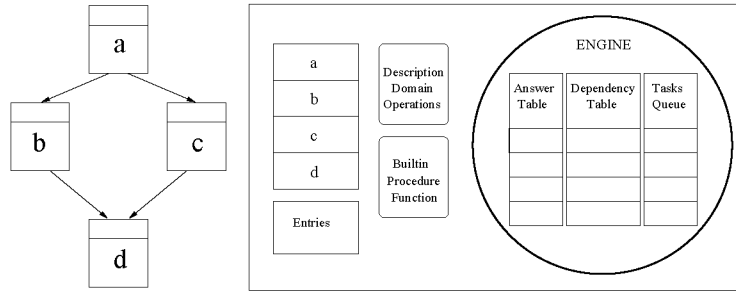 a
b
c
d
a
b
c
d
Entries
Description
Domain
Operations
Builtin
Procedure
Function
ENGINE
Answer
Table
Dependency
Table
Tasks
Queue